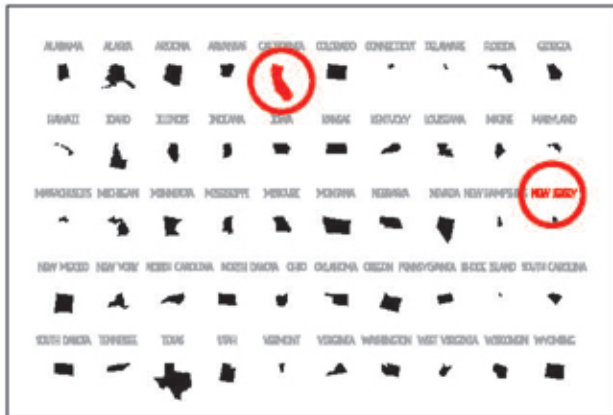 ALABAMA ALASKA ARIZONA ARKANSAS CALIFORNIA COLORADO CONNECTICUT DELAWARE FLORIDA GEORGIA
HAWAII IDAHO ILLINOIS INDIANA IOWA KANSAS KENTUCKY LOUISIANA MAINE MARYLAND
MASSACHUSETTS MICHIGAN MINNESOTA MISSISSIPPI MISSOURI MONTANA NEBRASKA NEVADA NEW HAMPSHIRE NEW JERSEY
NEW MEXICO NEW YORK NORTH CAROLINA NORTH DAKOTA OHIO OKLAHOMA OREGON PENNSYLVANIA RHODE ISLAND SOUTH CAROLINA
SOUTH DAKOTA TENNESSEE TEXAS UTAH VERMONT VIRGINIA WASHINGTON WEST VIRGINIA WISCONSIN WYOMING